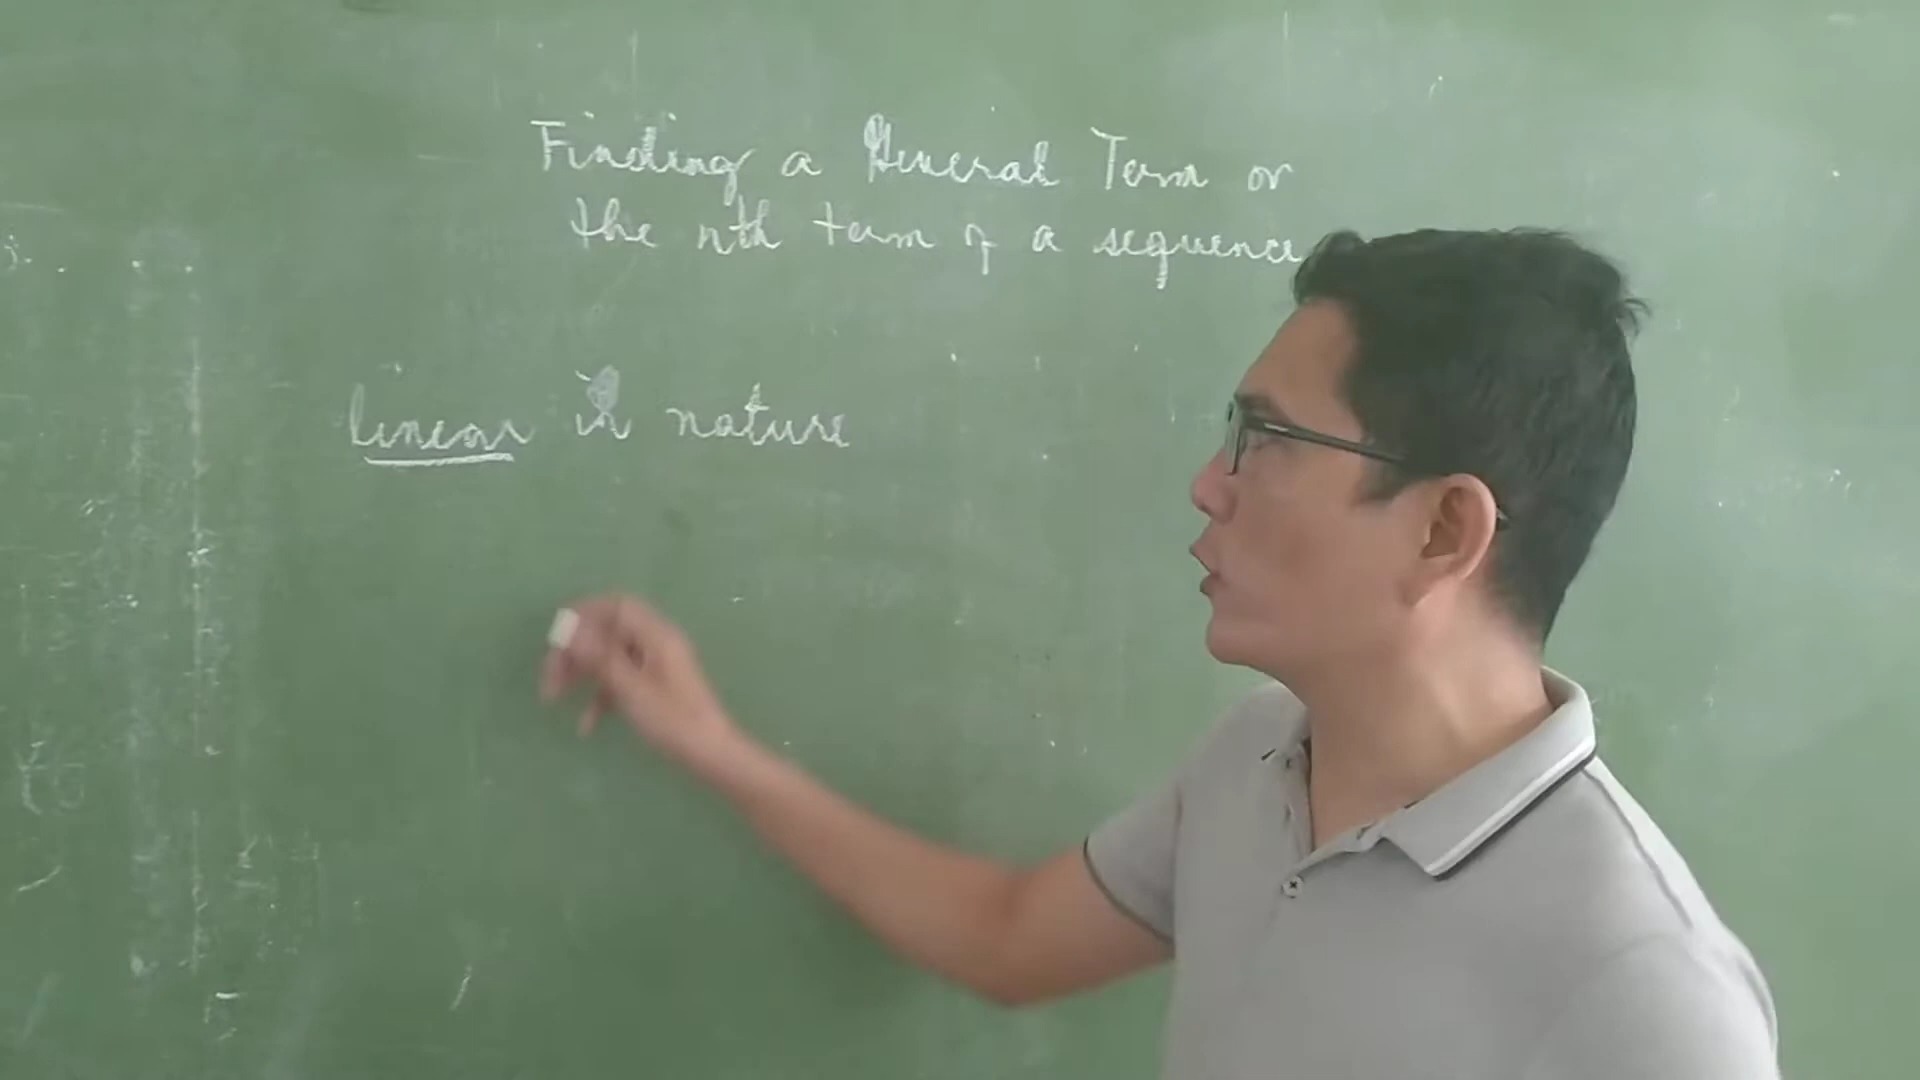 Finding a General Term or
the nth term of a sequence
linear in nature